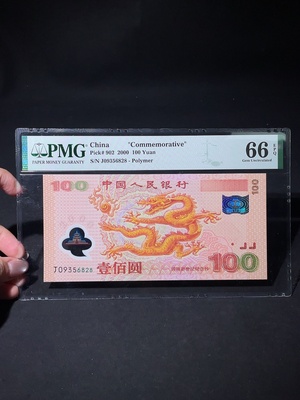 PMG
PAPER MONEY GUARANTY
China "Commemorative"
Pick# 902 2000 100 Yuan
S/N J09356828 - Polymer
66 EPQ
Gem Uncirculated
100 中国人民银行 100
J09356828
壹佰圆
100